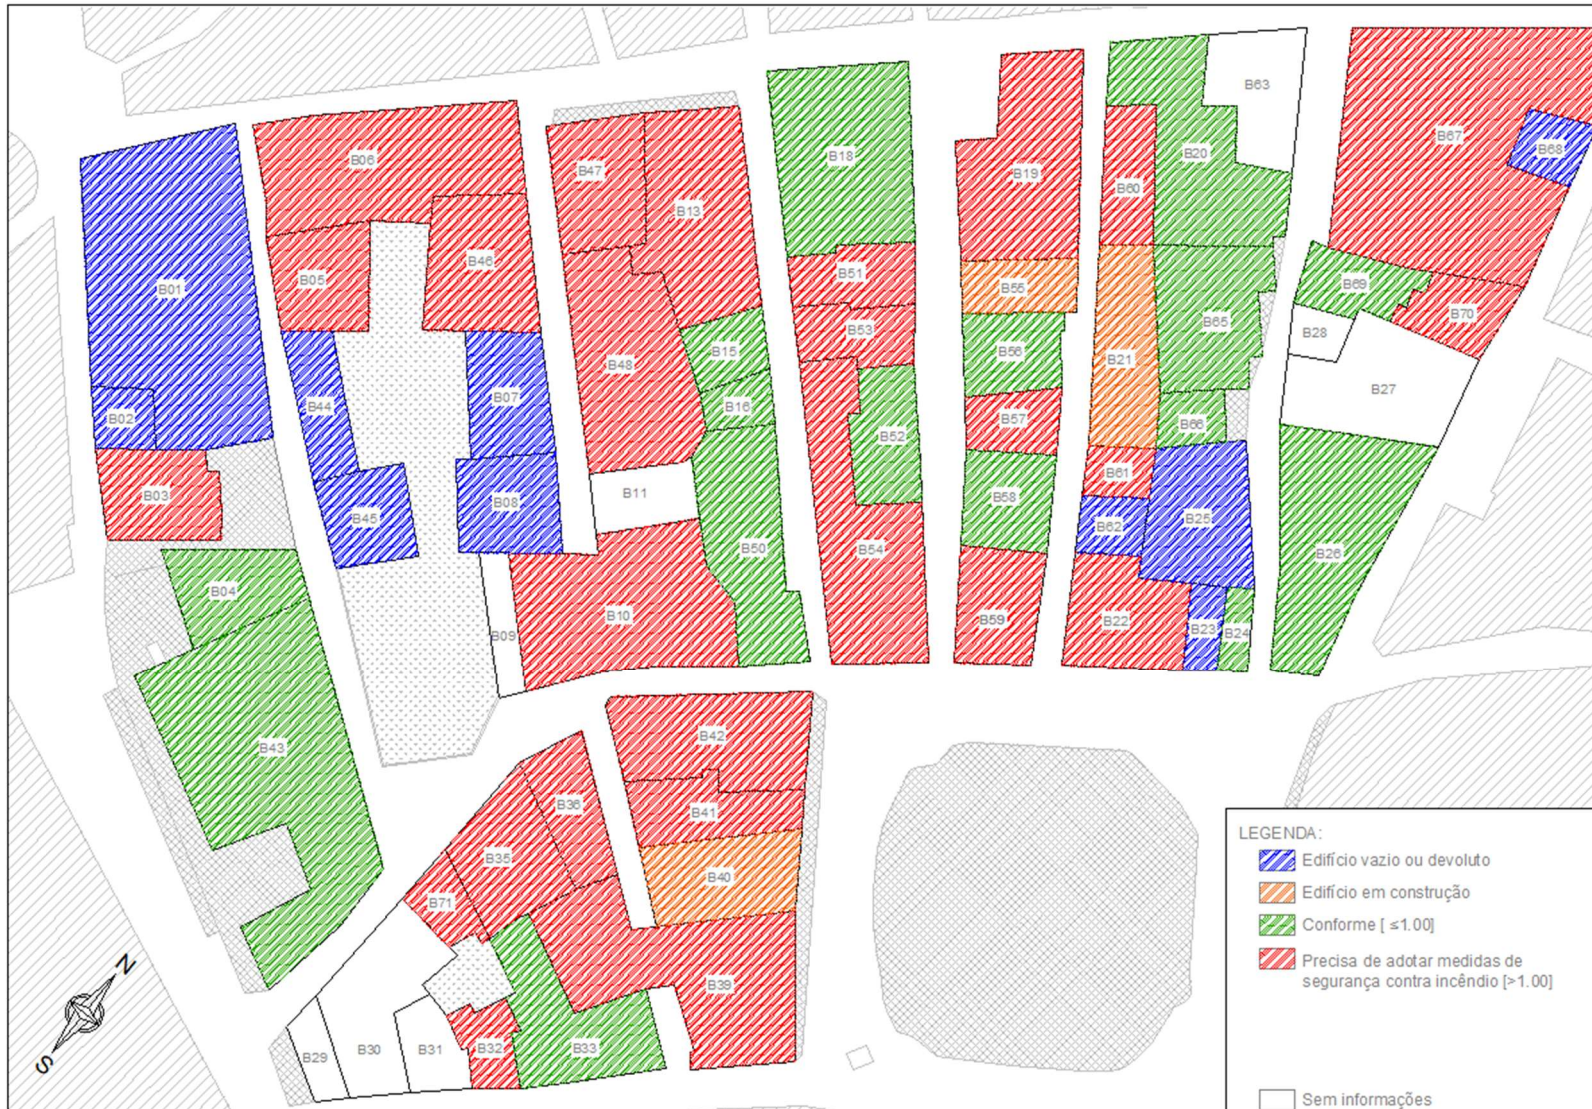 B63
B67
B68
B06
B18
B20
B47
B19
B60
B13
B01
B05
B46
B51
B69
B55
B70
B15
B53
B65
B28
B56
B21
B48
B27
B44
B07
B16
B57
B02
B66
B52
B61
B03
B11
B58
B45
B08
B62
B25
B50
B54
B26
B04
B09
B10
B59
B22
B23
B24
B43
B42
B36
B41
B35
B40
B71
B39
B29
B30
B31
B32
B33
N
S
LEGENDA:
Edifício vazio ou devoluto
Edifício em construção
Conforme [ ≤1.00]
Precisa de adotar medidas de
segurança contra incêndio [>1.00]
Sem informações